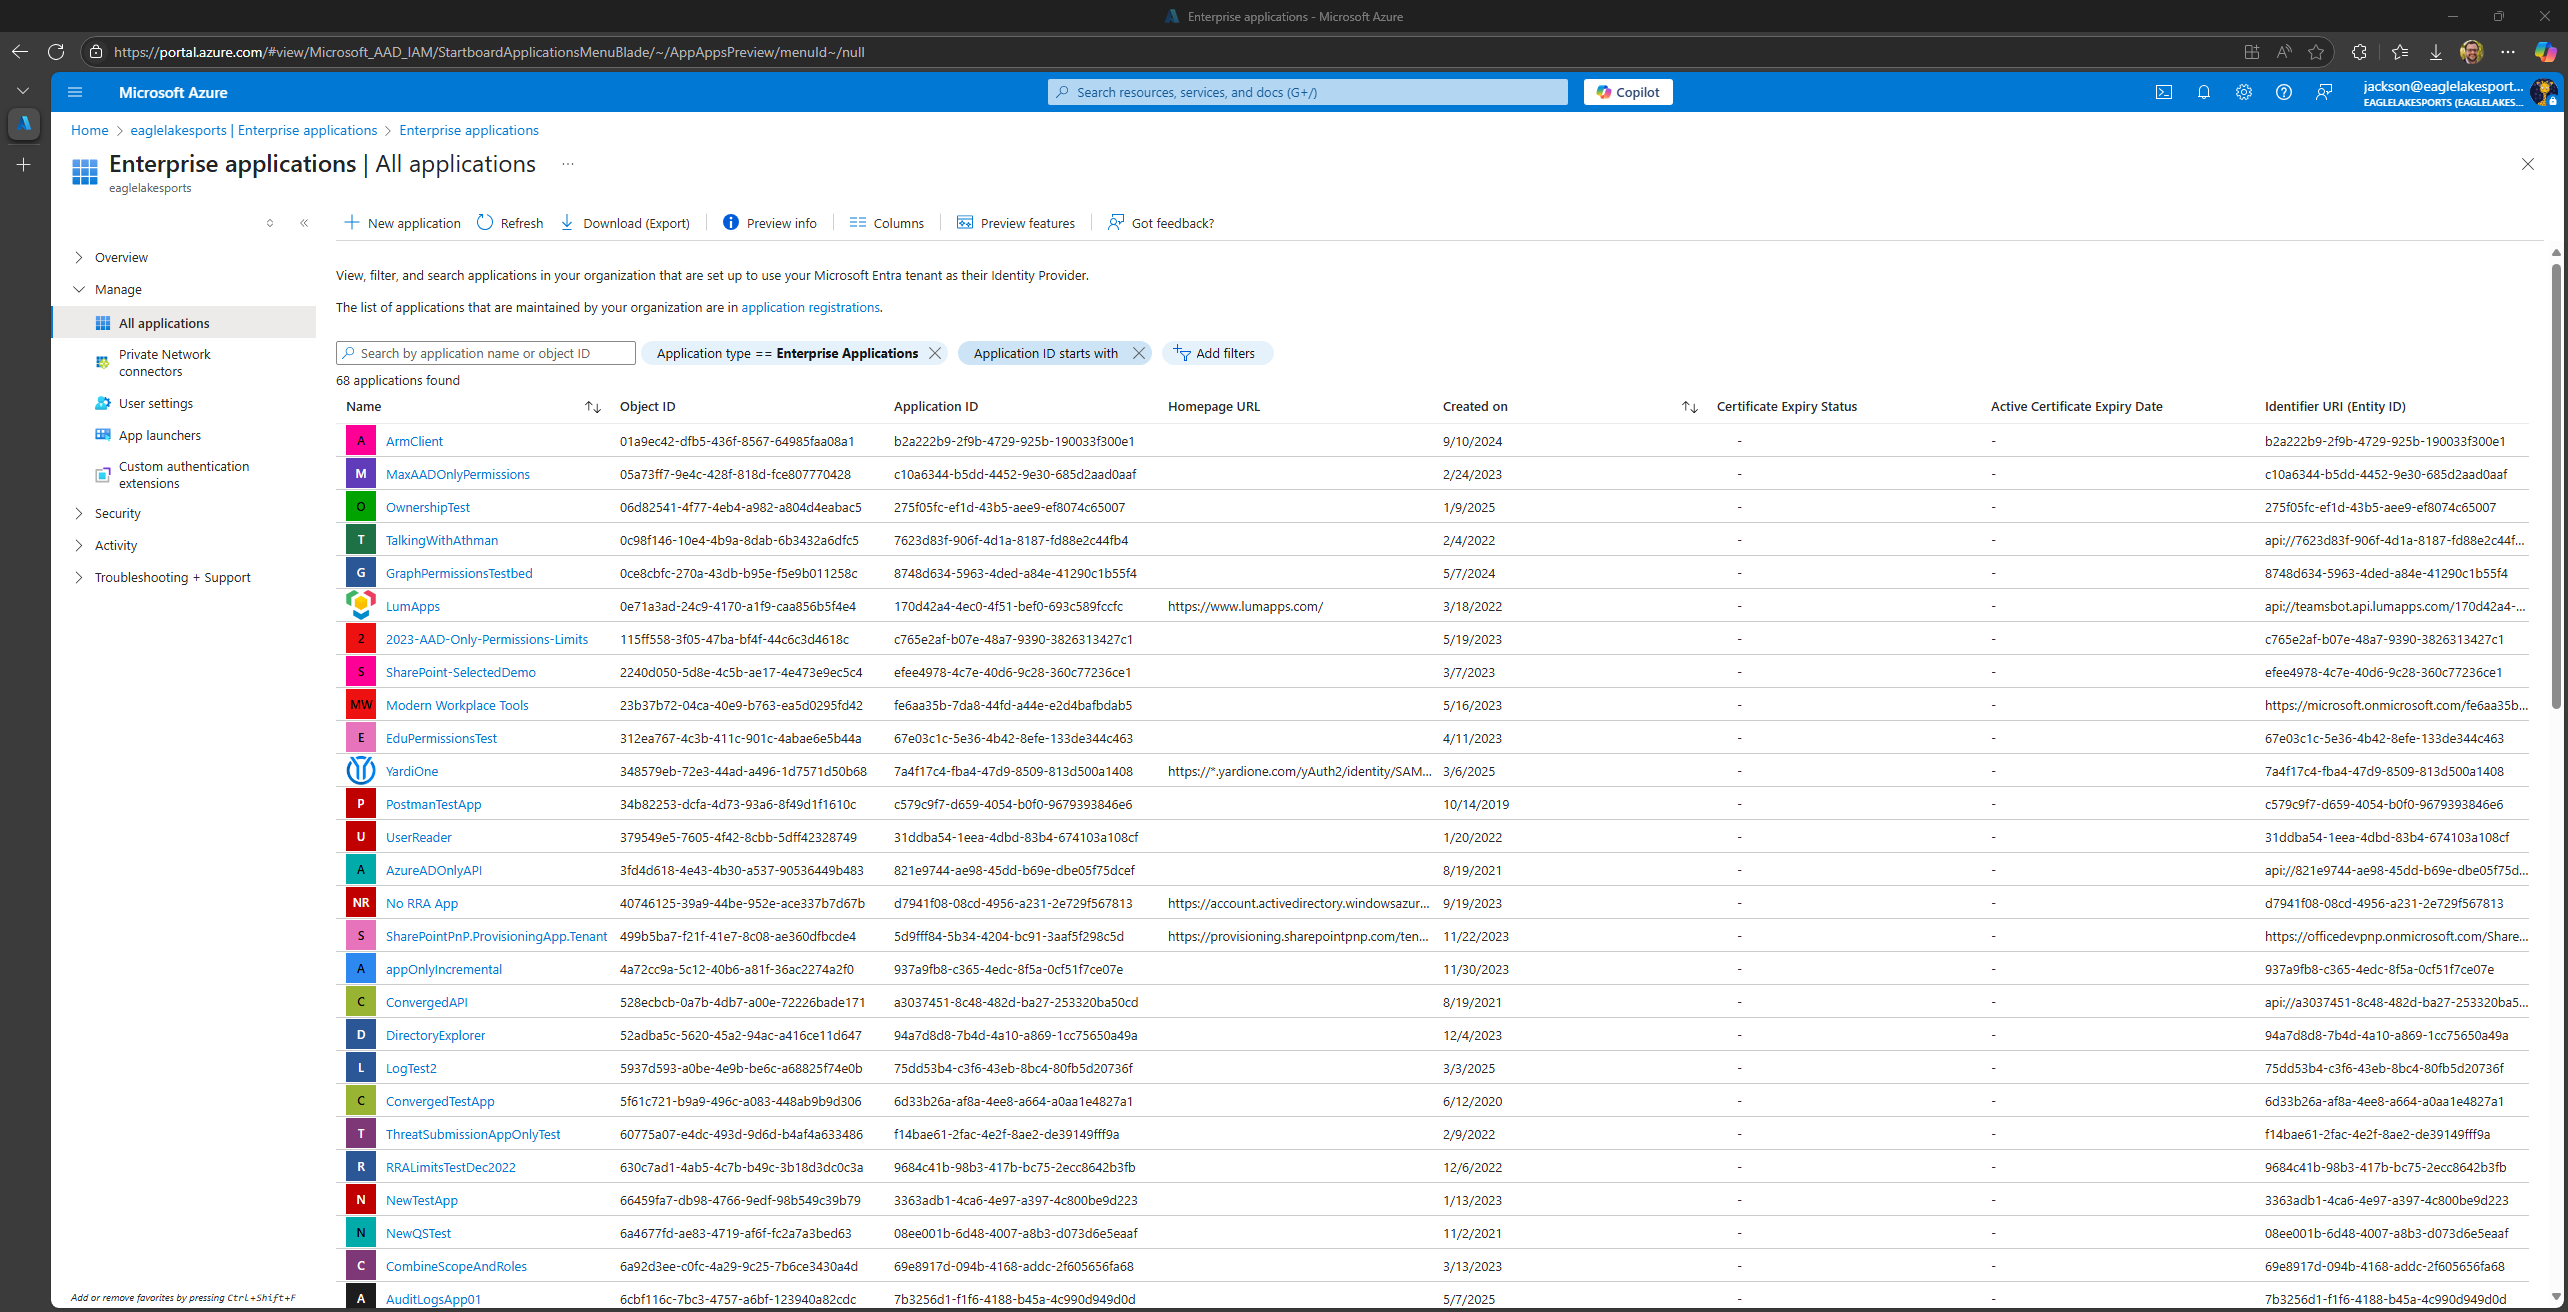 Enterprise applications - Microsoft Azure
https://portal.azure.com/#view/Microsoft_AAD_IAM/StartboardApplicationsMenuBlade/~/AppAppsPreview/menuId~/null
Microsoft Azure
Search resources, services, and docs (G+/)
Copilot
jackson@eaglelakesport...
EAGLELAKESPORTS (EAGLELAKES...
Home > eaglelakesports | Enterprise applications > Enterprise applications
Enterprise applications | All applications ...
eaglelakesports
New application Refresh Download (Export) Preview info Columns Preview features Got feedback?
Overview
Manage
All applications
Private Network
connectors
User settings
App launchers
Custom authentication
extensions
Security
Activity
Troubleshooting + Support
Add or remove favorites by pressing Ctrl+Shift+F
View, filter, and search applications in your organization that are set up to use your Microsoft Entra tenant as their Identity Provider.
The list of applications that are maintained by your organization are in application registrations.
Search by application name or object ID Application type == Enterprise Applications Application ID starts with Add filters
68 applications found
Name Object ID Application ID Homepage URL Created on Certificate Expiry Status Active Certificate Expiry Date Identifier URI (Entity ID)
A ArmClient 01a9ec42-dfb5-436f-8567-64985faa08a1 b2a222b9-2f9b-4729-925b-190033f300e1 9/10/2024 - - b2a222b9-2f9b-4729-925b-190033f300e1
M MaxAADOnlyPermissions 05a73ff7-9e4c-428f-818d-fce807770428 c10a6344-b5dd-4452-9e30-685d2aad0aaf 2/24/2023 - - c10a6344-b5dd-4452-9e30-685d2aad0aaf
O OwnershipTest 06d82541-4f77-4eb4-a982-a804d4eabac5 275f05fc-ef1d-43b5-aee9-ef8074c65007 1/9/2025 - - 275f05fc-ef1d-43b5-aee9-ef8074c65007
T TalkingWithAthman 0c98f146-10e4-4b9a-8dab-6b3432a6dfc5 7623d83f-906f-4d1a-8187-fd88e2c44fb4 2/4/2022 - - api://7623d83f-906f-4d1a-8187-fd88e2c44f...
G GraphPermissionsTestbed 0ce8cbfc-270a-43db-b95e-f5e9b011258c 8748d634-5963-4ded-a84e-41290c1b55f4 5/7/2024 - - 8748d634-5963-4ded-a84e-41290c1b55f4
LumApps 0e71a3ad-24c9-4170-a1f9-caa856b5f4e4 170d42a4-4ec0-4f51-bef0-693c589fccfc https://www.lumapps.com/ 3/18/2022 - - api://teamsbot.api.lumapps.com/170d42a4-...
2 2023-AAD-Only-Permissions-Limits 115ff558-3f05-47ba-bf4f-44c6c3d4618c c765e2af-b07e-48a7-9390-3826313427c1 5/19/2023 - - c765e2af-b07e-48a7-9390-3826313427c1
S SharePoint-SelectedDemo 2240d050-5d8e-4c5b-ae17-4e473e9ec5c4 efee4978-4c7e-40d6-9c28-360c77236ce1 3/7/2023 - - efee4978-4c7e-40d6-9c28-360c77236ce1
MW Modern Workplace Tools 23b37b72-04ca-40e9-b763-ea5d0295fd42 fe6aa35b-7da8-44fd-a44e-e2d4bafbdab5 5/16/2023 - - https://microsoft.onmicrosoft.com/fe6aa35b...
E EduPermissionsTest 312ea767-4c3b-411c-901c-4abae6e5b44a 67e03c1c-5e36-4b42-8efe-133de344c463 4/11/2023 - - 67e03c1c-5e36-4b42-8efe-133de344c463
YardiOne 348579eb-72e3-44ad-a496-1d7571d50b68 7a4f17c4-fba4-47d9-8509-813d500a1408 https://*.yardione.com/yAuth2/identity/SAM... 3/6/2025 - - 7a4f17c4-fba4-47d9-8509-813d500a1408
P PostmanTestApp 34b82253-dcfa-4d73-93a6-8f49d1f1610c c579c9f7-d659-4054-b0f0-9679393846e6 10/14/2019 - - c579c9f7-d659-4054-b0f0-9679393846e6
U UserReader 379549e5-7605-4f42-8cbb-5dff42328749 31ddba54-1eea-4dbd-83b4-674103a108cf 1/20/2022 - - 31ddba54-1eea-4dbd-83b4-674103a108cf
A AzureADOnlyAPI 3fd4d618-4e43-4b30-a537-90536449b483 821e9744-ae98-45dd-b69e-dbe05f75dcef 8/19/2021 - - api://821e9744-ae98-45dd-b69e-dbe05f75d...
NR No RRA App 40746125-39a9-44be-952e-ace337b7d67b d7941f08-08cd-4956-a231-2e729f567813 https://account.activedirectory.windowsazur... 9/19/2023 - - d7941f08-08cd-4956-a231-2e729f567813
S SharePointPnP.ProvisioningApp.Tenant 499b5ba7-f21f-41e7-8c08-ae360dfbcde4 5d9fff84-5b34-4204-bc91-3aaf5f298c5d https://provisioning.sharepointpnp.com/ten... 11/22/2023 - - https://officedevpnp.onmicrosoft.com/Share...
A appOnlyIncremental 4a72cc9a-5c12-40b6-a81f-36ac2274a2f0 937a9fb8-c365-4edc-8f5a-0cf51f7ce07e 11/30/2023 - - 937a9fb8-c365-4edc-8f5a-0cf51f7ce07e
C ConvergedAPI 528ecbcb-0a7b-4db7-a00e-72226bade171 a3037451-8c48-482d-ba27-253320ba50cd 8/19/2021 - - api://a3037451-8c48-482d-ba27-253320ba5...
D DirectoryExplorer 52adba5c-5620-45a2-94ac-a416ce11d647 94a7d8d8-7b4d-4a10-a869-1cc75650a49a 12/4/2023 - - 94a7d8d8-7b4d-4a10-a869-1cc75650a49a
L LogTest2 5937d593-a0be-4e9b-be6c-a68825f74e0b 75dd53b4-c3f6-43eb-8bc4-80fb5d20736f 3/3/2025 - - 75dd53b4-c3f6-43eb-8bc4-80fb5d20736f
C ConvergedTestApp 5f61c721-b9a9-496c-a083-448ab9b9d306 6d33b26a-af8a-4ee8-a664-a0aa1e4827a1 6/12/2020 - - 6d33b26a-af8a-4ee8-a664-a0aa1e4827a1
T ThreatSubmissionAppOnlyTest 60775a07-e4dc-493d-9d6d-b4af4a633486 f14bae61-2fac-4e2f-8ae2-de39149fff9a 2/9/2022 - - f14bae61-2fac-4e2f-8ae2-de39149fff9a
R RRALimitsTestDec2022 630c7ad1-4ab5-4c7b-b49c-3b18d3dc0c3a 9684c41b-98b3-417b-bc75-2ecc8642b3fb 12/6/2022 - - 9684c41b-98b3-417b-bc75-2ecc8642b3fb
N NewTestApp 66459fa7-db98-4766-9edf-98b549c39b79 3363adb1-4ca6-4e97-a397-4c800be9d223 1/13/2023 - - 3363adb1-4ca6-4e97-a397-4c800be9d223
N NewQSTest 6a4677fd-ae83-4719-af6f-fc2a7a3bed63 08ee001b-6d48-4007-a8b3-d073d6e5eaaf 11/2/2021 - - 08ee001b-6d48-4007-a8b3-d073d6e5eaaf
C CombineScopeAndRoles 6a92d3ee-c0fc-4a29-9c25-7b6ce3430a4d 69e8917d-094b-4168-addc-2f605656fa68 3/13/2023 - - 69e8917d-094b-4168-addc-2f605656fa68
A AuditLogsApp01 6cbf116c-7bc3-4757-a6bf-123940a82cdc 7b3256d1-f1f6-4188-b45a-4c990d949d0d 5/7/2025 - - 7b3256d1-f1f6-4188-b45a-4c990d949d0d